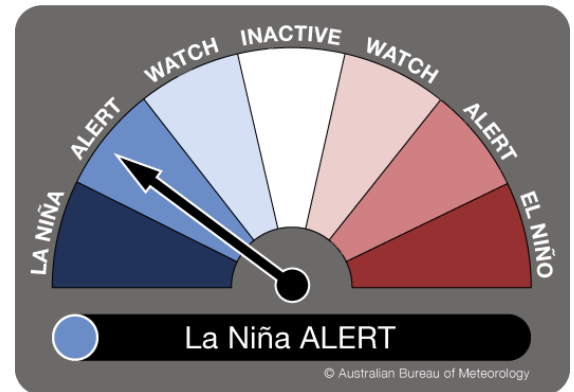 LA NIÑA
ALERT
WATCH
INACTIVE
WATCH
ALERT
EL NIÑO
La Niña ALERT
© Australian Bureau of Meteorology